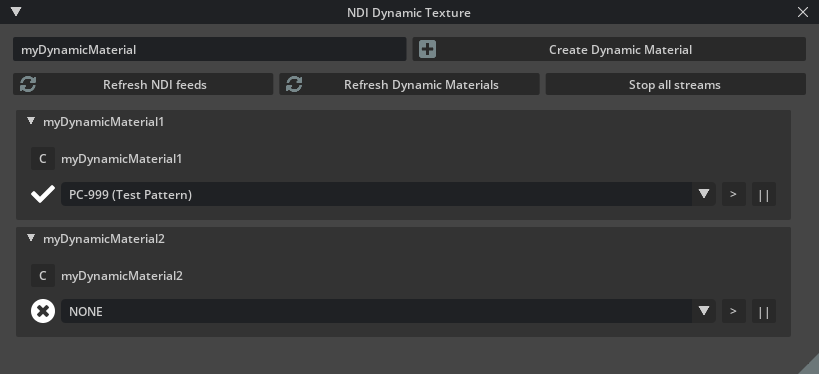 NDI Dynamic Texture
myDynamicMaterial Create Dynamic Material
Refresh NDI feeds Refresh Dynamic Materials Stop all streams
myDynamicMaterial1
C myDynamicMaterial1
PC-999 (Test Pattern) > ||
myDynamicMaterial2
C myDynamicMaterial2
NONE > ||